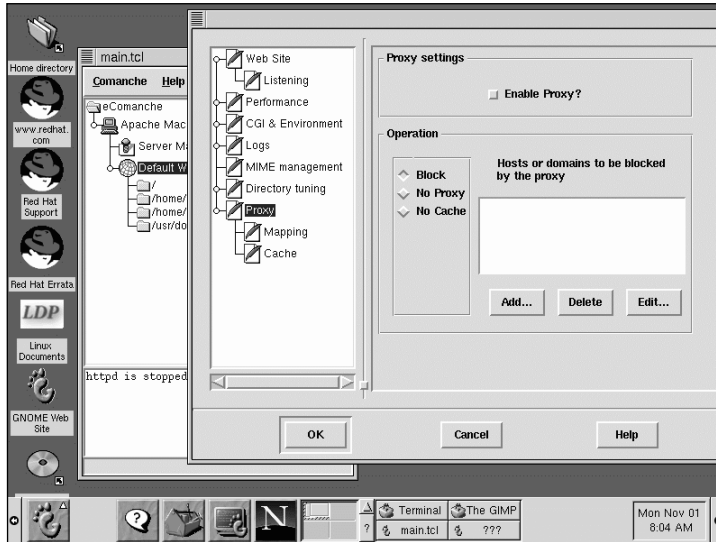 Home directory
www.redhat.
com
Red Hat
Support
Red Hat Errata
LDP
Linux
Documents
GNOME Web
Site
main.tcl
Comanche Help
eComanche
Apache Mac
Server Ma
Default W
/
/home/
/home/
/usr/do
httpd is stopped
Web Site
Listening
Performance
CGI & Environment
Logs
MIME management
Directory tuning
Proxy
Mapping
Cache
Proxy settings
Enable Proxy?
Operation
Block
No Proxy
No Cache
Hosts or domains to be blocked
by the proxy
Add... Delete Edit...
OK Cancel Help
?
N
?
Terminal The GIMP
main.tcl ???
Mon Nov 01
8:04 AM